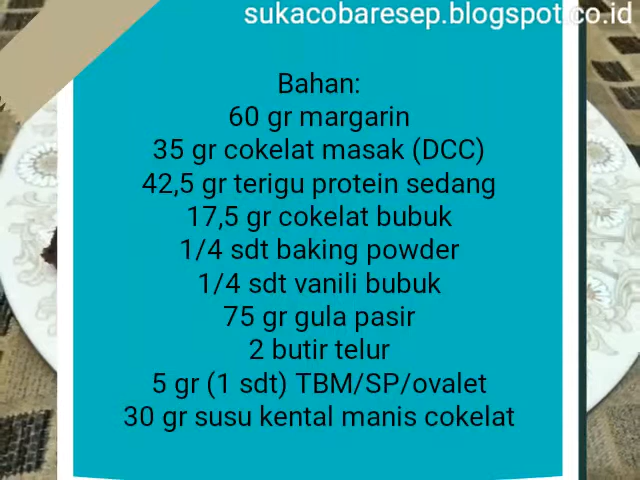 sukacobaresep.blogspot.co.id
Bahan:
60 gr margarin
35 gr cokelat masak (DCC)
42,5 gr terigu protein sedang
17,5 gr cokelat bubuk
1/4 sdt baking powder
1/4 sdt vanili bubuk
75 gr gula pasir
2 butir telur
5 gr (1 sdt) TBM/SP/ovalet
30 gr susu kental manis cokelat